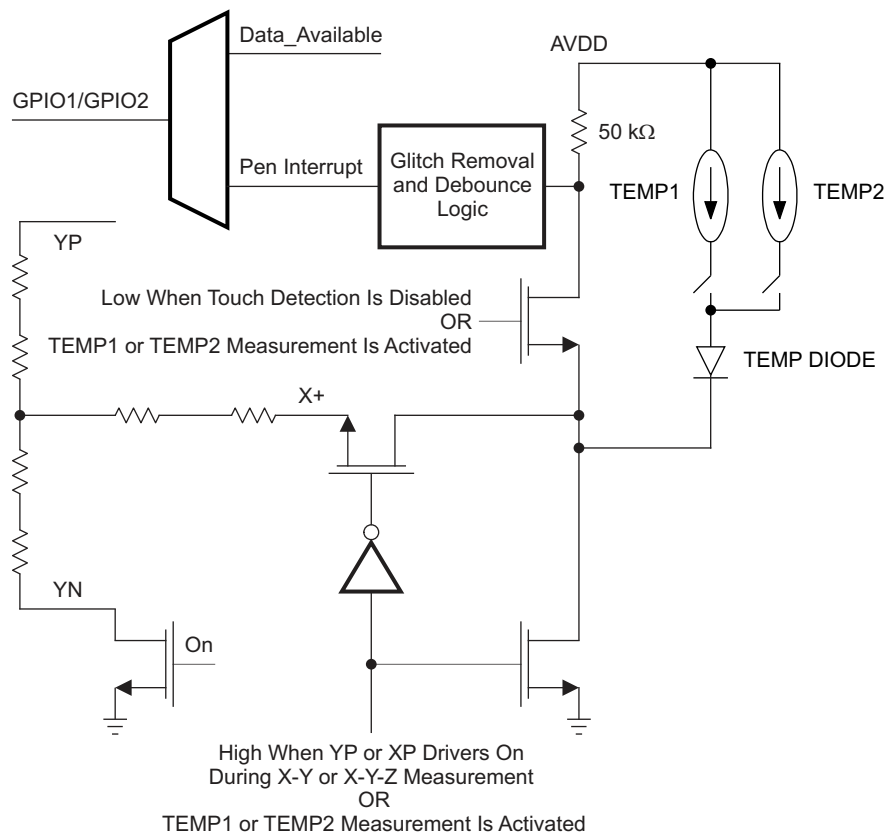 Data_Available
AVDD
GPIO1/GPIO2
50 kΩ
Pen Interrupt
Glitch Removal
and Debounce
Logic
TEMP1
TEMP2
YP
Low When Touch Detection Is Disabled
OR
TEMP1 or TEMP2 Measurement Is Activated
TEMP DIODE
X+
YN
On
High When YP or XP Drivers On
During X-Y or X-Y-Z Measurement
OR
TEMP1 or TEMP2 Measurement Is Activated